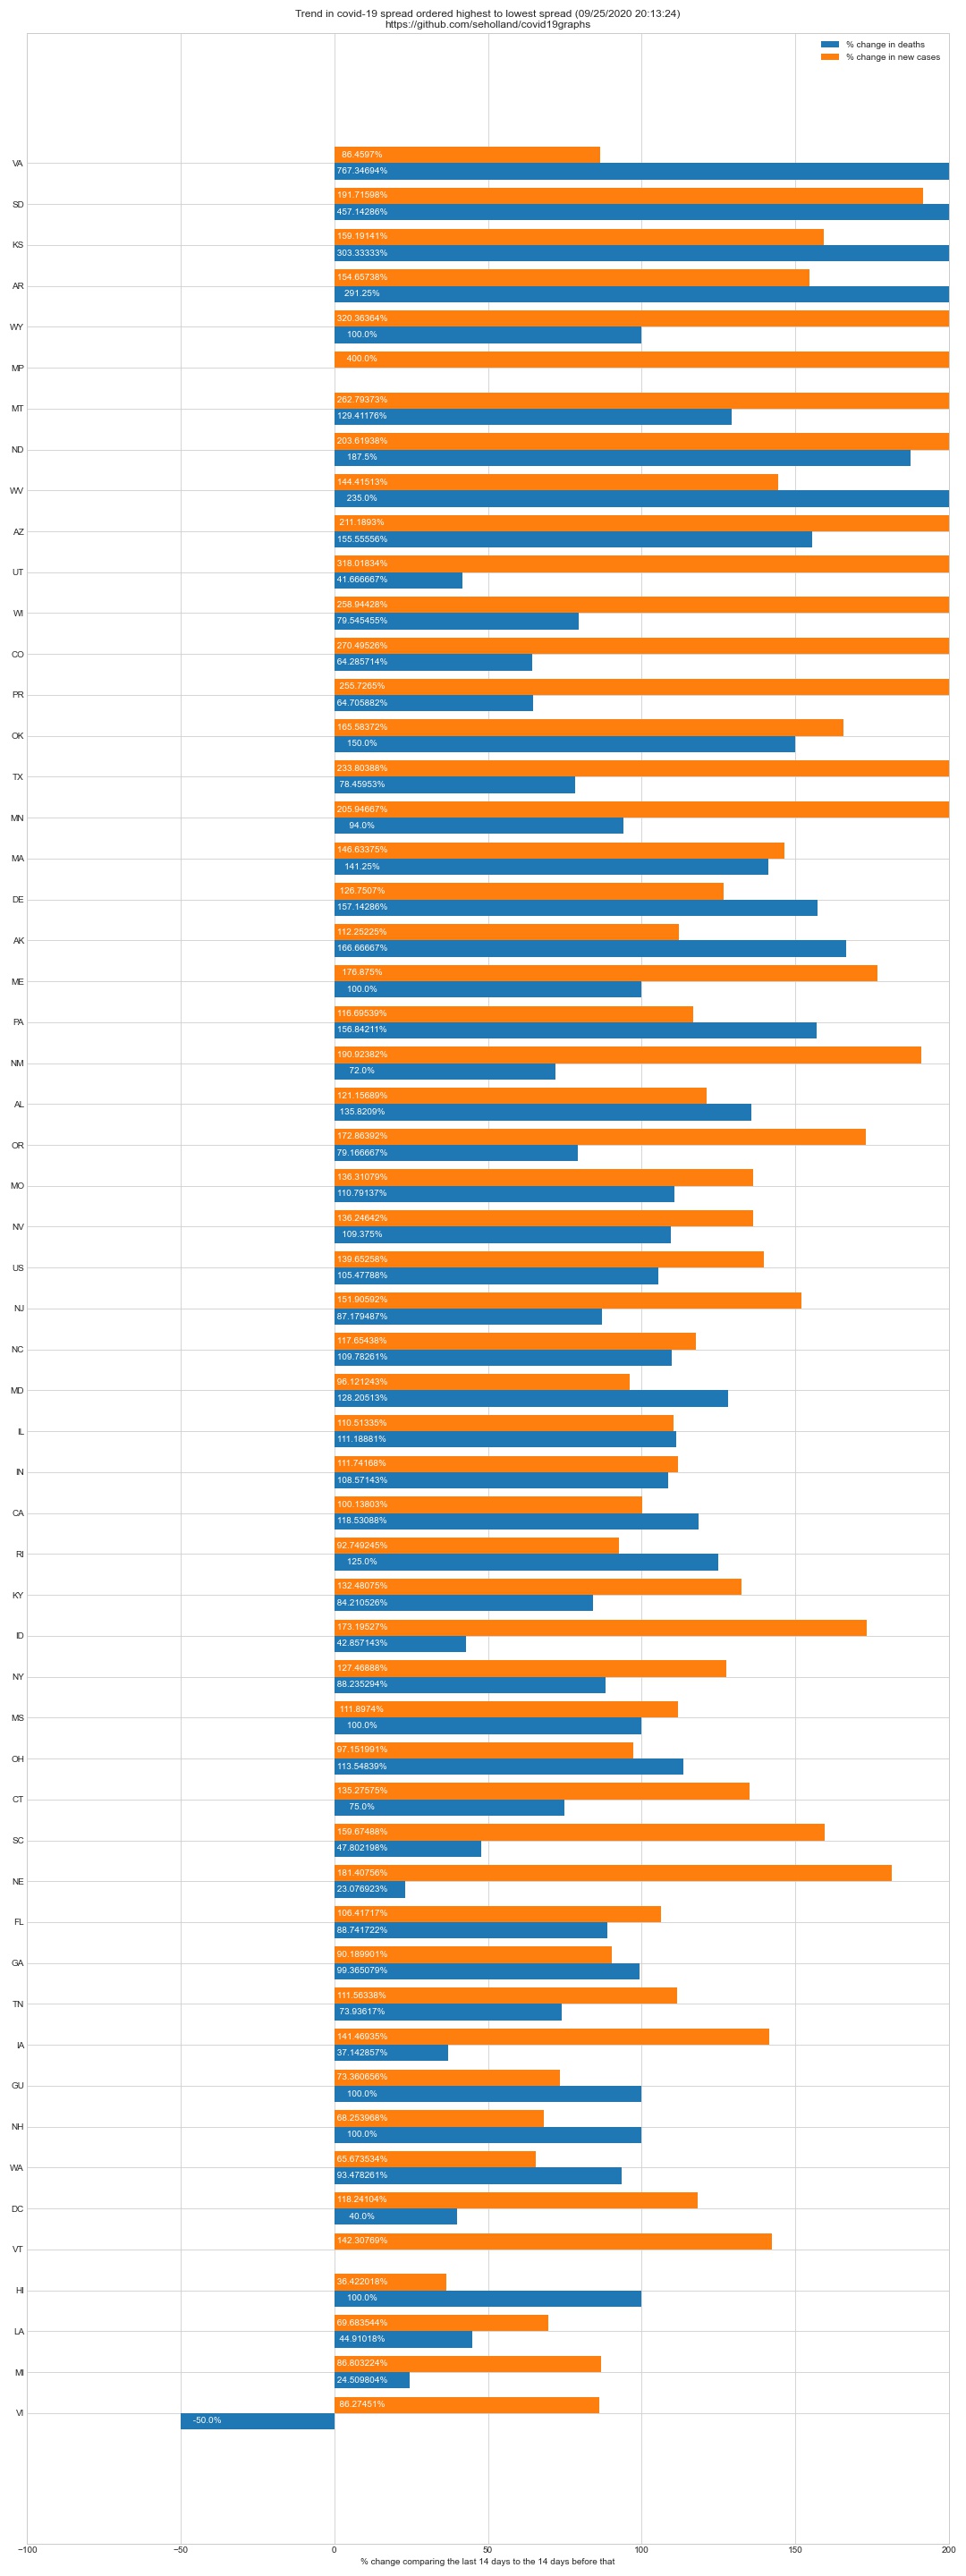 Trend in covid-19 spread ordered highest to lowest spread (09/25/2020 20:13:24)
https://github.com/seholland/covid19graphs
% change in deaths
% change in new cases
86.4597%
VA
767.34694%
191.71598%
SD
457.14286%
159.19141%
KS
303.33333%
154.65738%
AR
291.25%
320.36364%
WY
100.0%
400.0%
MP
262.79373%
MT
129.41176%
203.61938%
ND
187.5%
144.41513%
WV
235.0%
211.1893%
AZ
155.55556%
318.01834%
UT
41.666667%
258.94428%
WI
79.545455%
270.49526%
CO
64.285714%
255.7265%
PR
64.705882%
165.58372%
OK
150.0%
233.80388%
TX
78.45953%
205.94667%
MN
94.0%
146.63375%
MA
141.25%
126.7507%
DE
157.14286%
112.25225%
AK
166.66667%
176.875%
ME
100.0%
116.69539%
PA
156.84211%
190.92382%
NM
72.0%
121.15689%
AL
135.8209%
172.86392%
OR
79.166667%
136.31079%
MO
110.79137%
136.24642%
NV
109.375%
139.65258%
US
105.47788%
151.90592%
NJ
87.179487%
117.65438%
NC
109.78261%
96.121243%
MD
128.20513%
110.51335%
IL
111.18881%
111.74168%
IN
108.57143%
100.13803%
CA
118.53088%
92.749245%
RI
125.0%
132.48075%
KY
84.210526%
173.19527%
ID
42.857143%
127.46888%
NY
88.235294%
111.8974%
MS
100.0%
97.151991%
OH
113.54839%
135.27575%
CT
75.0%
159.67488%
SC
47.802198%
181.40756%
NE
23.076923%
106.41717%
FL
88.741722%
90.189901%
GA
99.365079%
111.56338%
TN
73.93617%
141.46935%
IA
37.142857%
73.360656%
GU
100.0%
68.253968%
NH
100.0%
65.673534%
WA
93.478261%
118.24104%
DC
40.0%
142.30769%
VT
36.422018%
HI
100.0%
69.683544%
LA
44.91018%
86.803224%
MI
24.509804%
86.27451%
VI
-50.0%
−100 −50 0 50 100 150 200
% change comparing the last 14 days to the 14 days before that